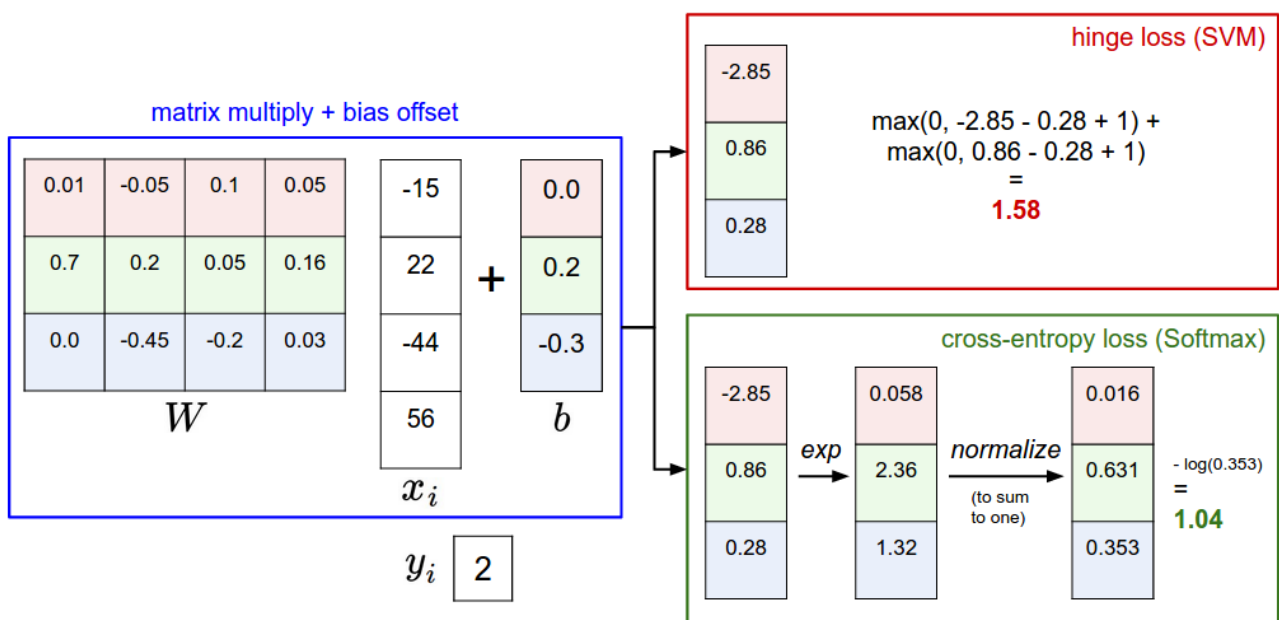 matrix multiply + bias offset
0.01 -0.05 0.1 0.05
0.7 0.2 0.05 0.16
0.0 -0.45 -0.2 0.03
W
-15
22
-44
56
x_i
+
0.0
0.2
-0.3
b
y_i 2
hinge loss (SVM)
-2.85
0.86
0.28
max(0, -2.85 - 0.28 + 1) +
max(0, 0.86 - 0.28 + 1)
=
1.58
cross-entropy loss (Softmax)
-2.85
0.86
0.28
exp
0.058
2.36
1.32
normalize
(to sum
to one)
0.016
0.631
0.353
- log(0.353)
=
1.04